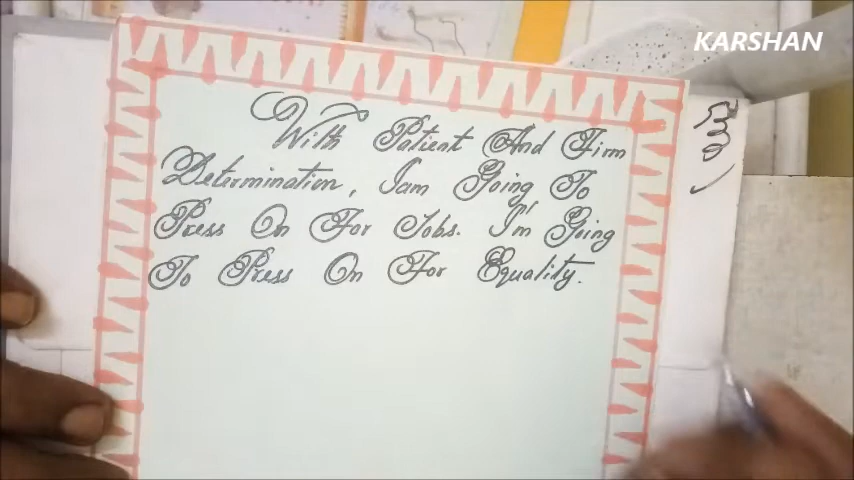 KARSHAN
With Patient And Firm
Determination, Iam Going To
Press On For Jobs. I'm Going
To Press On For Equality.